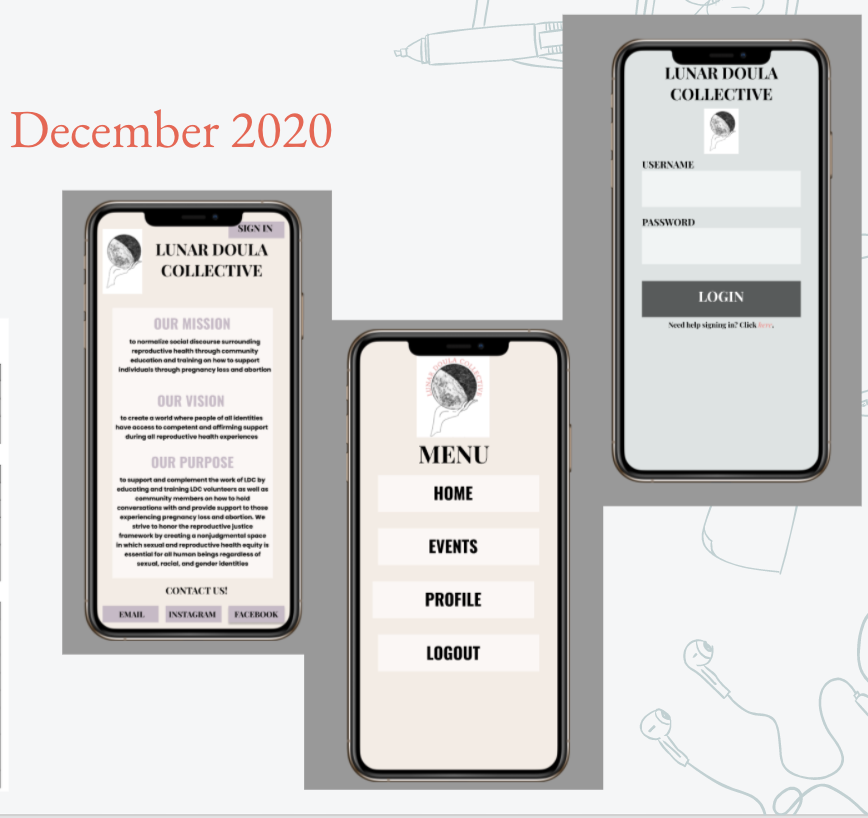 December 2020
SIGN IN
LUNAR DOULA
COLLECTIVE
OUR MISSION
to normalize social discourse surrounding
reproductive health through community
education and training on how to support
individuals through pregnancy loss and abortion
OUR VISION
to create a world where people of all identities
have access to competent and affirming support
during all reproductive health experiences
OUR PURPOSE
to support and complement the work of LDC by
educating and training LDC volunteers as well as
community members on how to hold
conversations with and provide support to those
experiencing pregnancy loss and abortion. We
strive to honor the reproductive justice
framework by creating a nonjudgmental space
in which sexual and reproductive health equity is
essential for all human beings regardless of
sexual, racial, and gender identities
CONTACT US!
EMAIL INSTAGRAM FACEBOOK
LUNAR DOULA COLLECTIVE
MENU
HOME
EVENTS
PROFILE
LOGOUT
LUNAR DOULA
COLLECTIVE
USERNAME
PASSWORD
LOGIN
Need help signing in? Click here.